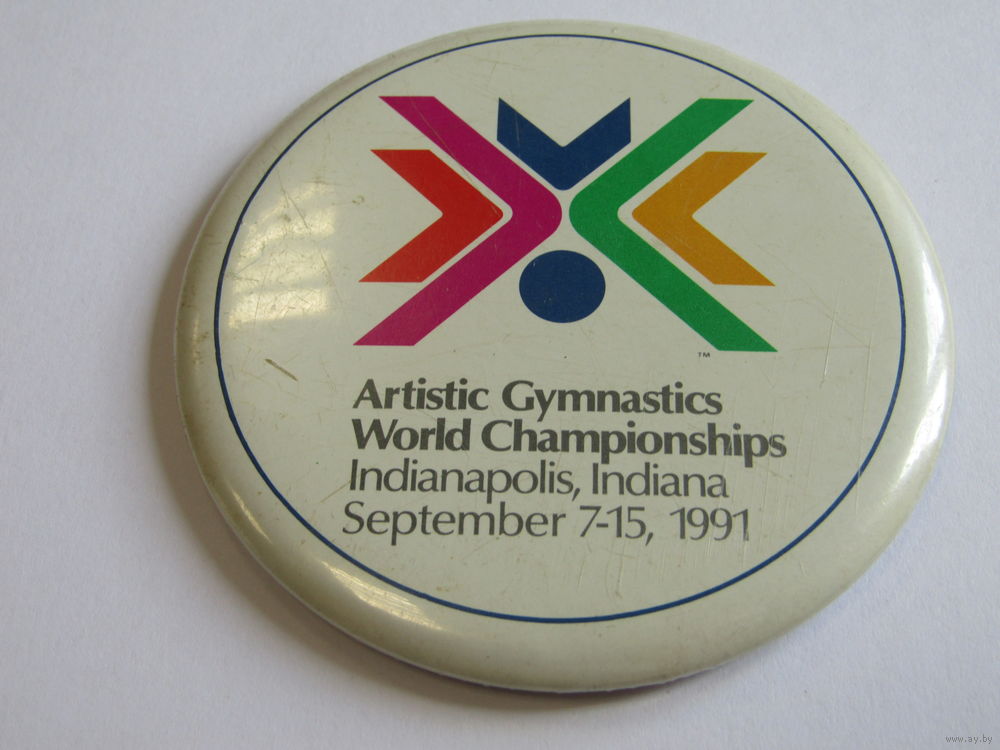 TM
Artistic Gymnastics
World Championships
Indianapolis, Indiana
September 7-15, 1991
www.ay.by